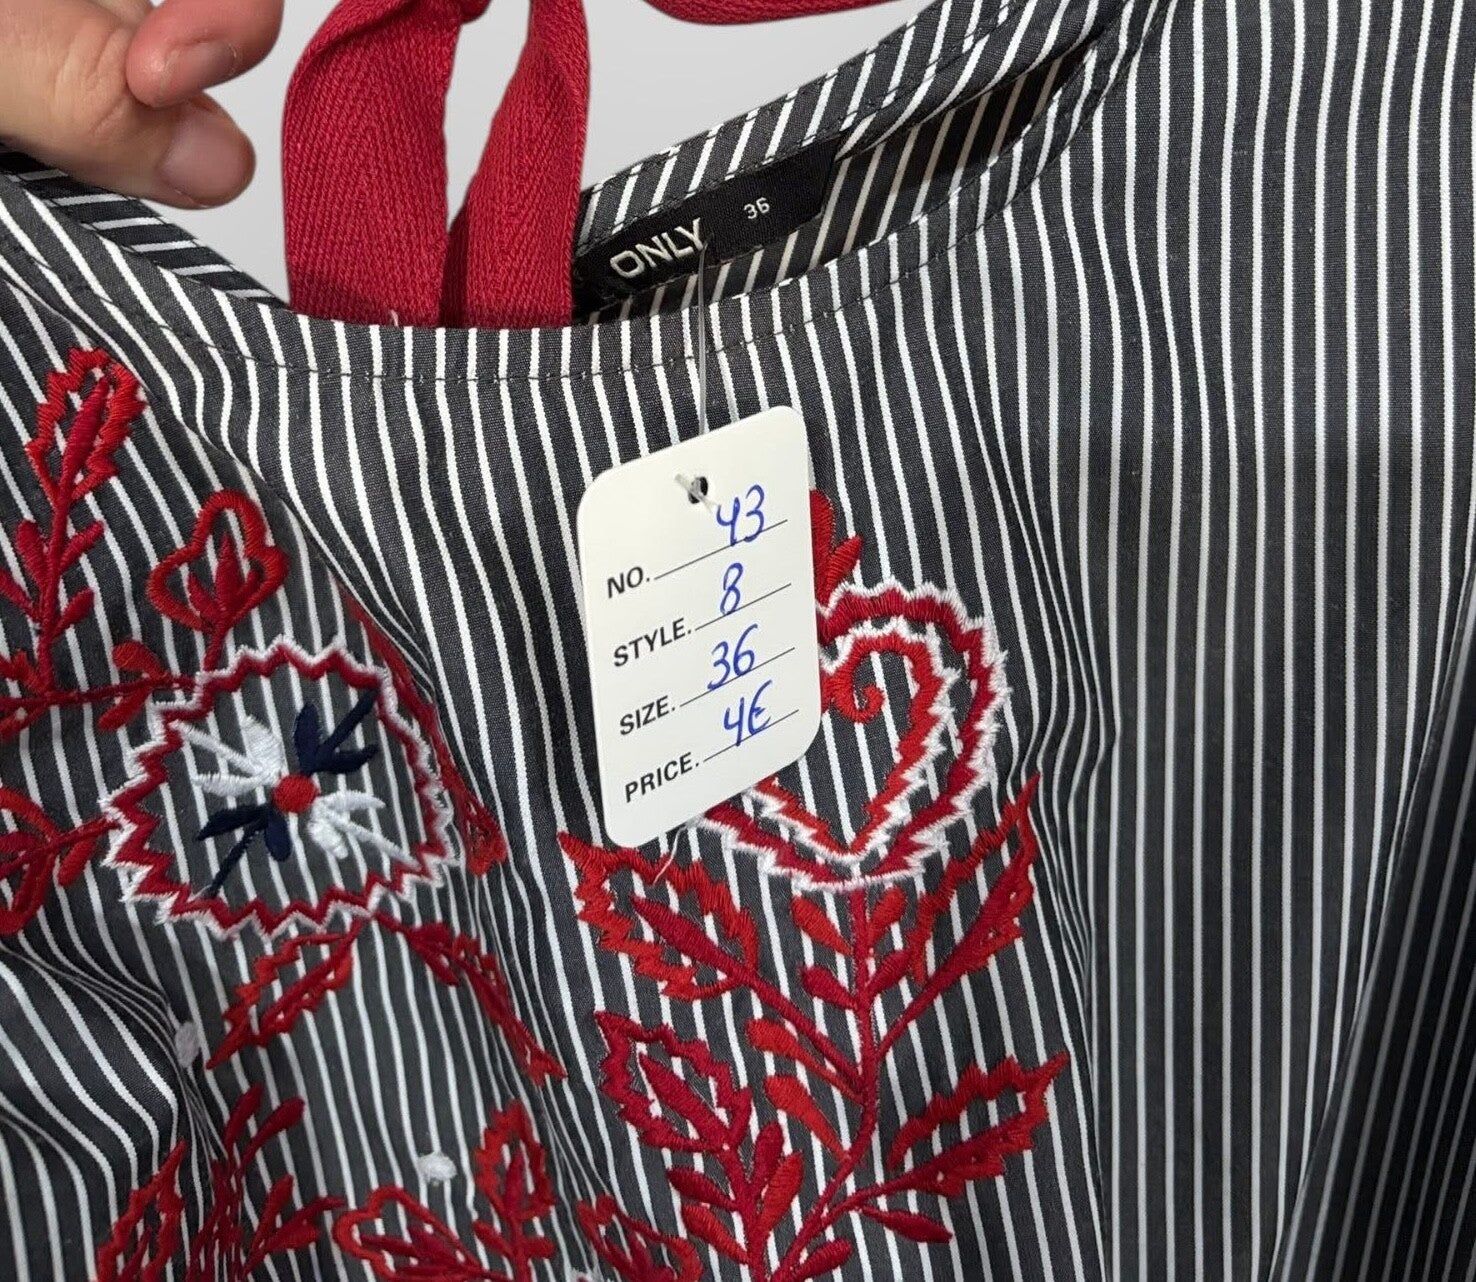 ONLY 36
NO. 43
STYLE. 8
SIZE. 36
PRICE. 4€